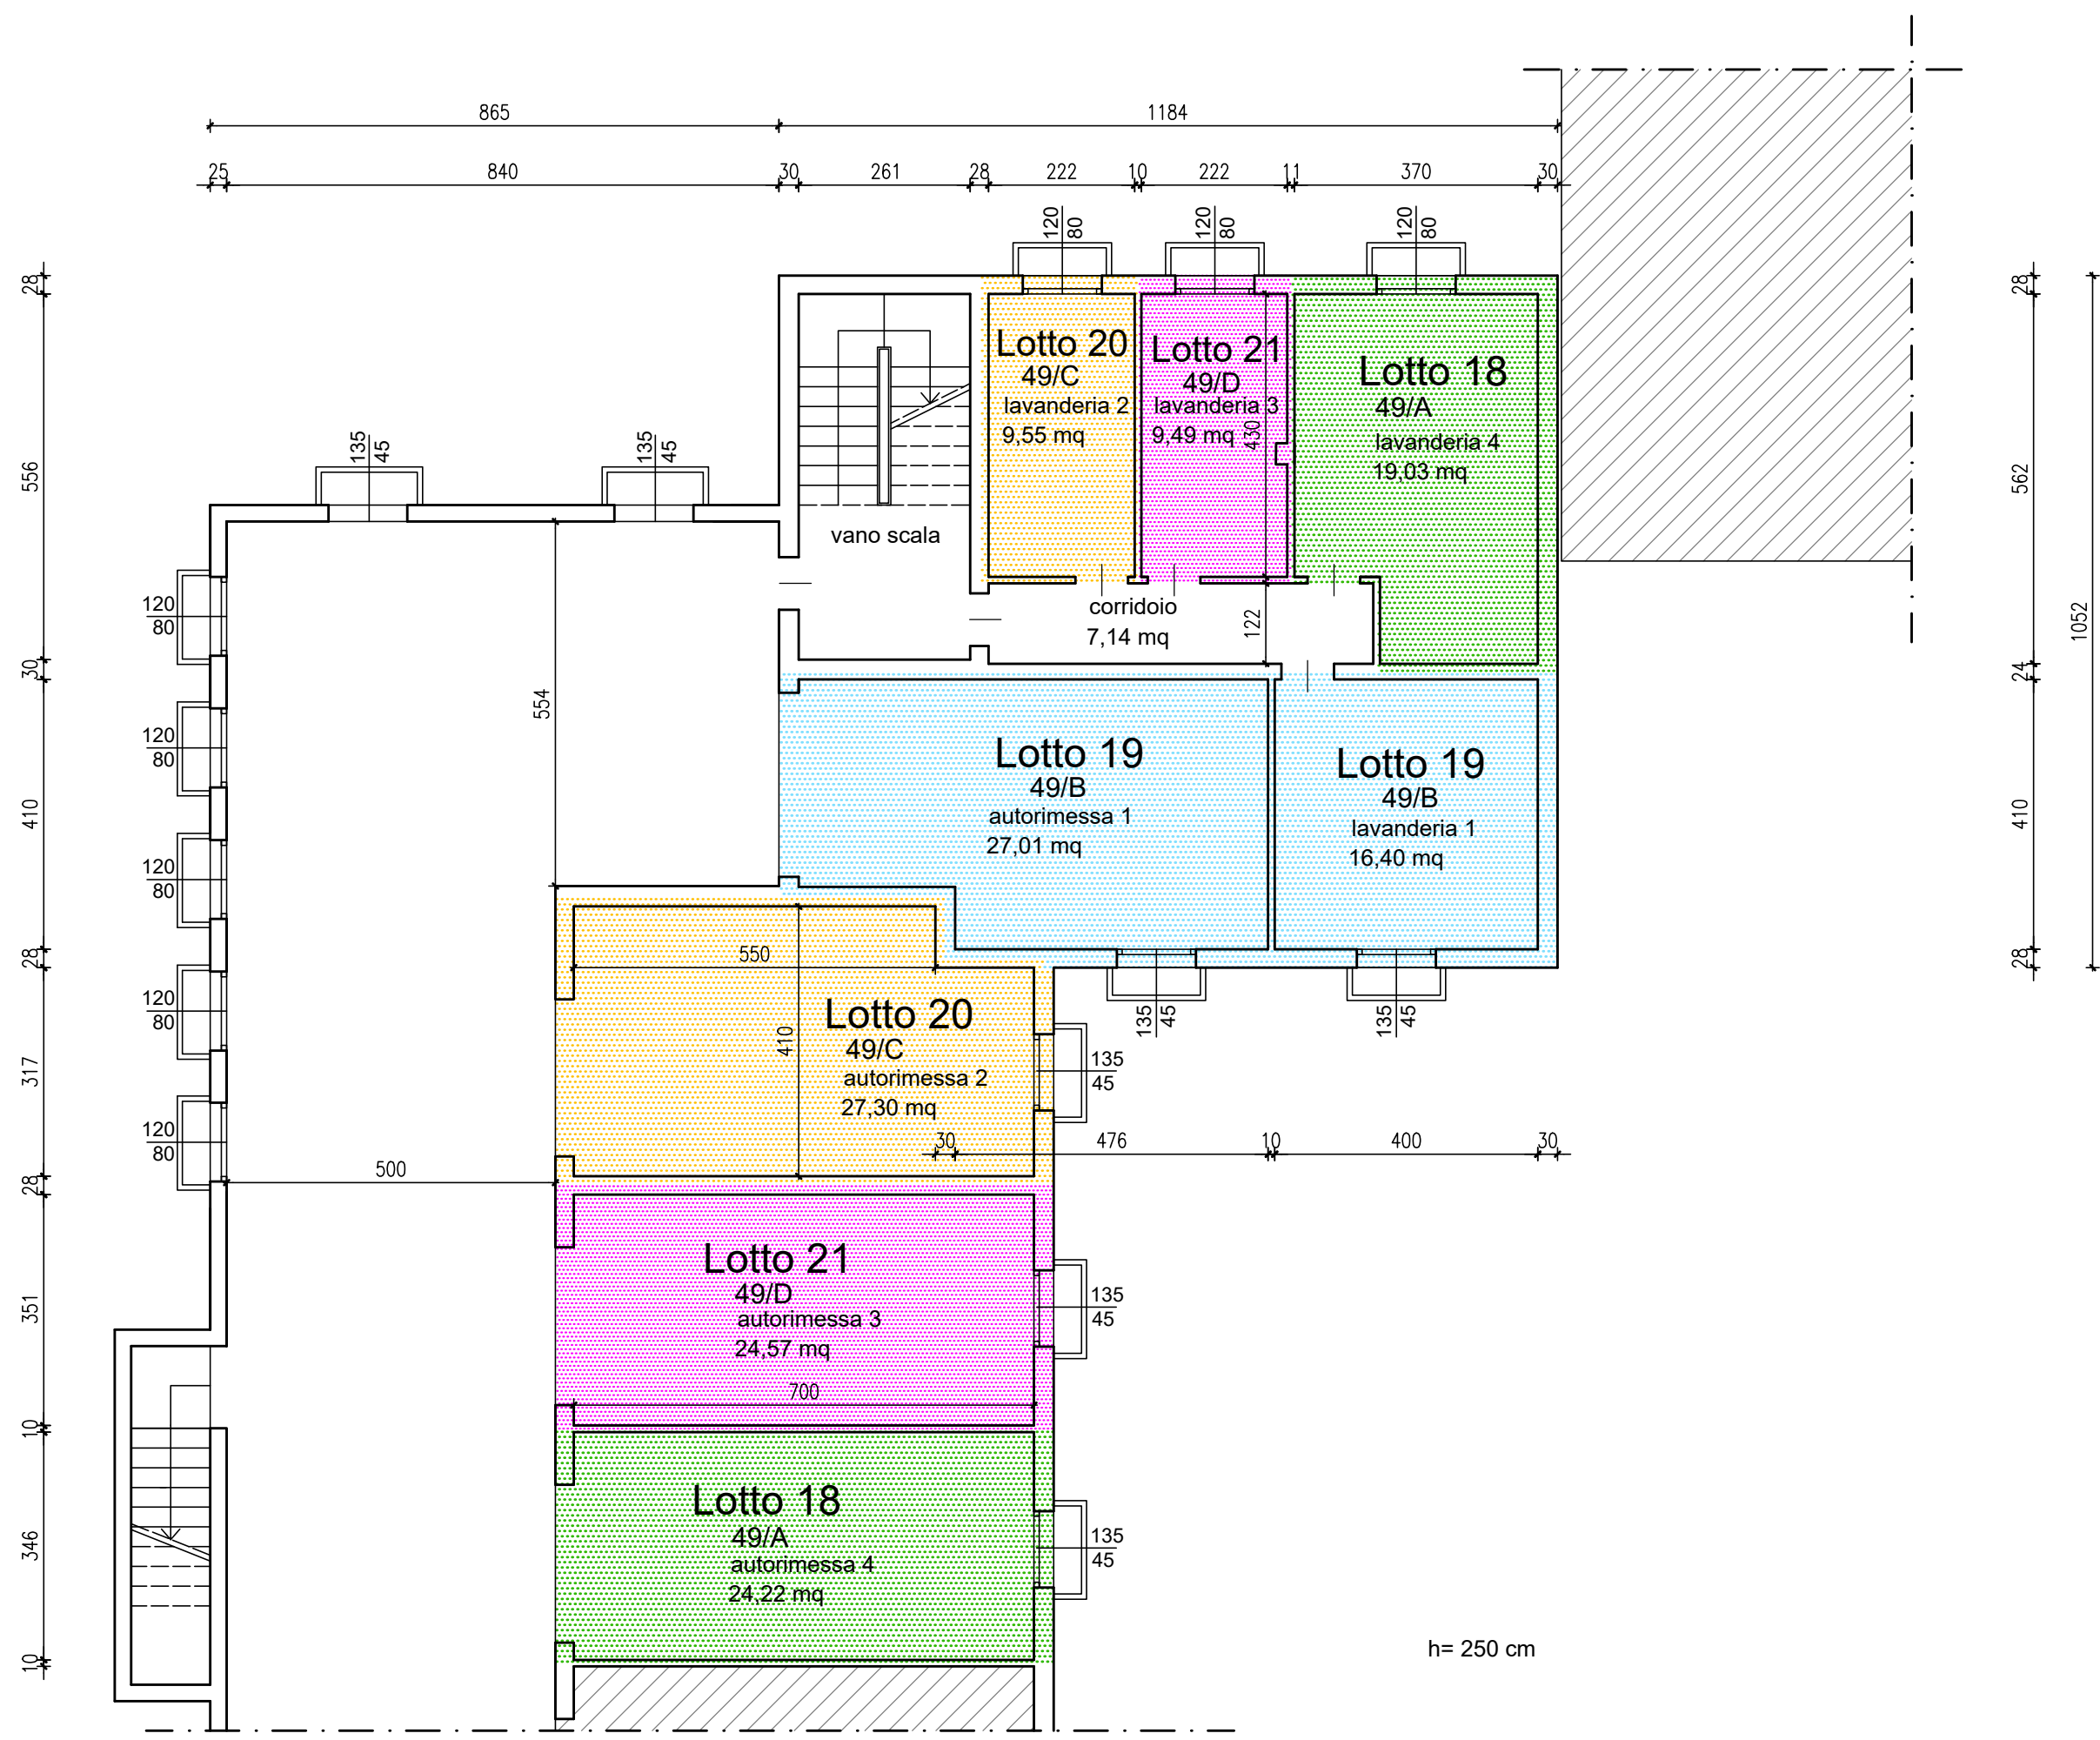 865
1184
25
840
30
261
28
222
10
222
11
370
30
120
80
120
80
120
80
28
556
30
410
28
317
28
351
10
346
10
28
562
24
410
28
1052
135
45
135
45
Lotto 20
49/C
lavanderia 2
9,55 mq
Lotto 21
49/D
lavanderia 3
9,49 mq
430
Lotto 18
49/A
lavanderia 4
19,03 mq
vano scala
corridoio
7,14 mq
122
120
80
120
80
120
80
120
80
120
80
554
Lotto 19
49/B
autorimessa 1
27,01 mq
Lotto 19
49/B
lavanderia 1
16,40 mq
135
45
135
45
550
410
Lotto 20
49/C
autorimessa 2
27,30 mq
135
45
30
476
10
400
30
500
Lotto 21
49/D
autorimessa 3
24,57 mq
700
135
45
Lotto 18
49/A
autorimessa 4
24,22 mq
135
45
h= 250 cm